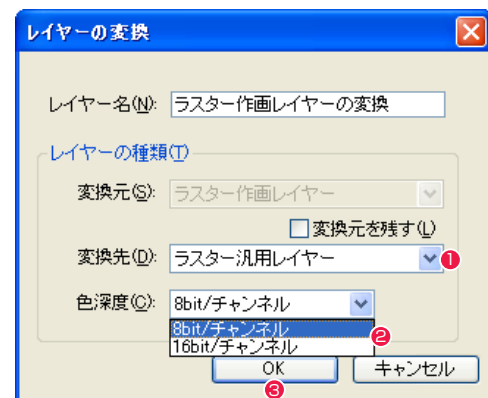 レイヤーの変換
レイヤー名(N): ラスター作画レイヤーの変換
レイヤーの種類(T)
変換元(S): ラスター作画レイヤー
変換元を残す(L)
変換先(D): ラスター汎用レイヤー 1
色深度(C): 8bit/チャンネル
8bit/チャンネル 2
16bit/チャンネル
OK キャンセル
3